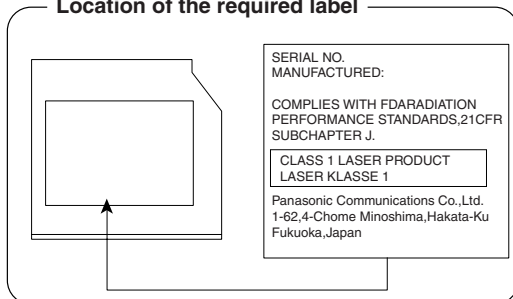 Location of the required label
SERIAL NO.
MANUFACTURED:
COMPLIES WITH FDARADIATION
PERFORMANCE STANDARDS,21CFR
SUBCHAPTER J.
CLASS 1 LASER PRODUCT
LASER KLASSE 1
Panasonic Communications Co.,Ltd.
1-62,4-Chome Minoshima,Hakata-Ku
Fukuoka,Japan